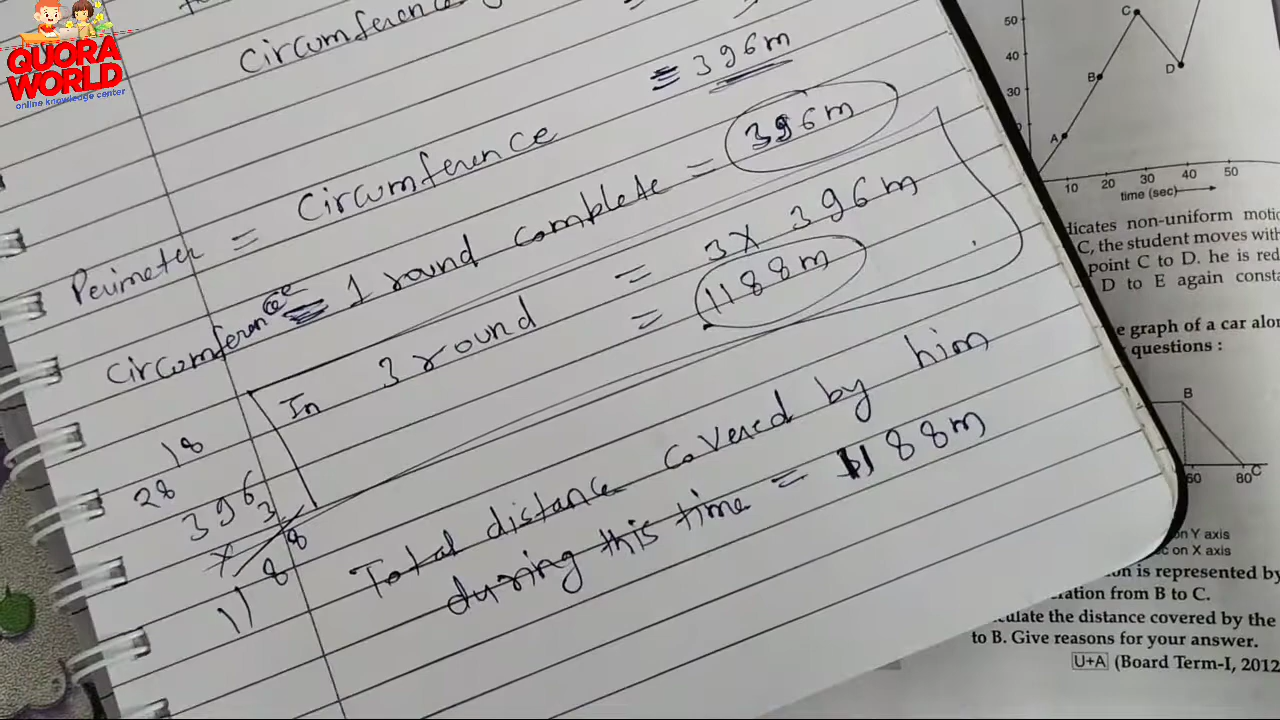 QUORA
WORLD
online knowledge center
Circumference
= 396m
Perimeter = Circumference
Circumference = 1 round complete = 396m
In 3 round = 3 x 396m
= 1188m
18
28
396
x 3
1188
Total distance covered by him
during this time = 1188m
50
40
30
A
B
C
D
10 20 30 40 50
time (sec)
dicates non-uniform motio
C, the student moves with
point C to D. he is red
D to E again consta
e graph of a car alon
questions :
B
60 80 C
on Y axis
on X axis
on is represented by
ration from B to C.
ulate the distance covered by the
to B. Give reasons for your answer.
U+A (Board Term-I, 2012